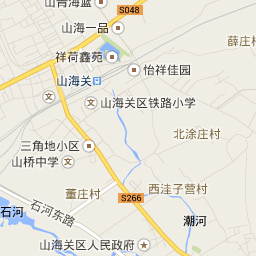 山青海蓝
S048
山海一品
薛庄村
祥荷鑫苑
山海关
怡祥佳园
山海关区铁路小学
北涂庄村
三角地小区
山桥中学
董庄村
西洼子营村
S266
石河
石河东路
潮河
山海关区人民政府